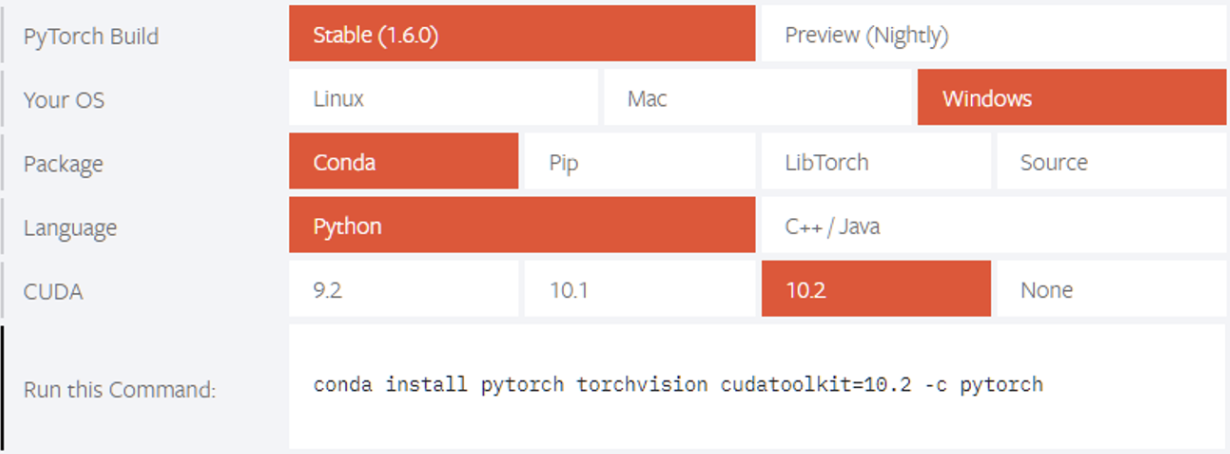 PyTorch Build Stable (1.6.0) Preview (Nightly)
Your OS Linux Mac Windows
Package Conda Pip LibTorch Source
Language Python C++ / Java
CUDA 9.2 10.1 10.2 None
Run this Command: conda install pytorch torchvision cudatoolkit=10.2 -c pytorch